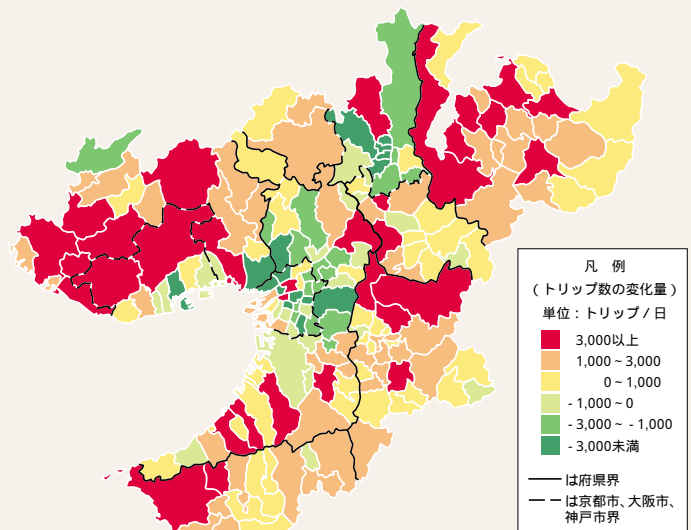 凡　例
（トリップ数の変化量）
単位：トリップ／日
3,000以上
1,000～3,000
0～1,000
-1,000～0
-3,000～-1,000
-3,000未満
は府県界
は京都市、大阪市、
神戸市界